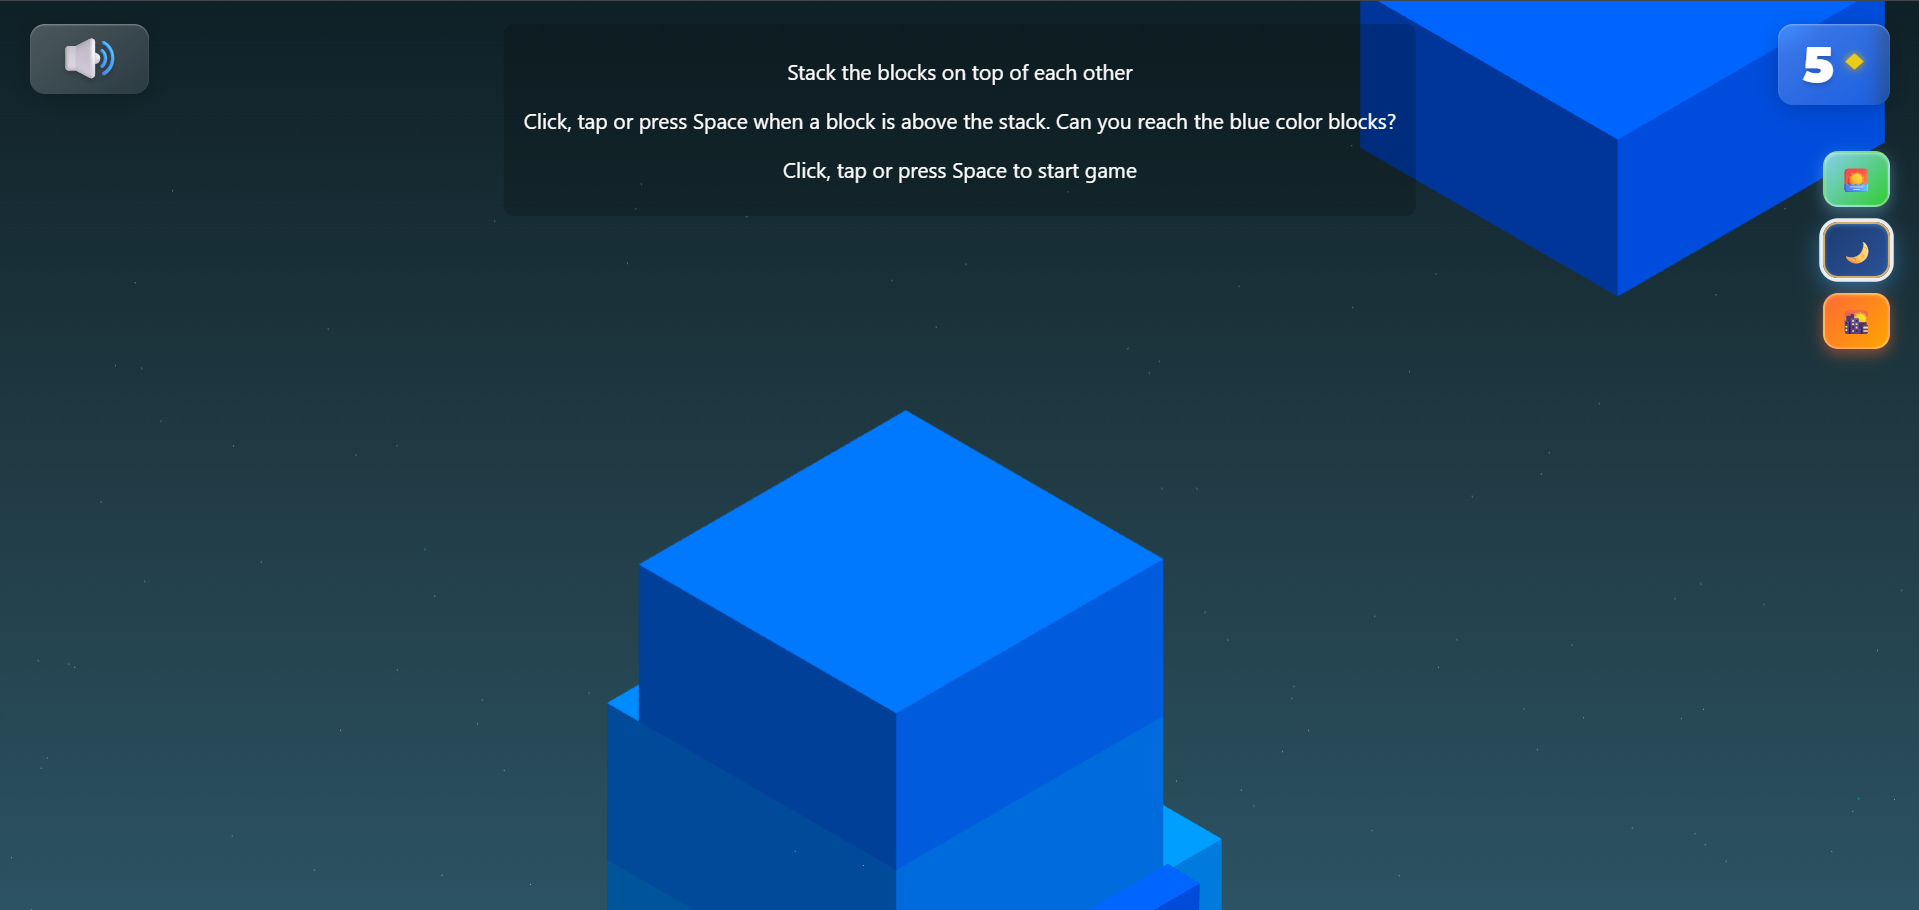 Stack the blocks on top of each other
5
Click, tap or press Space when a block is above the stack. Can you reach the blue color blocks?
Click, tap or press Space to start game